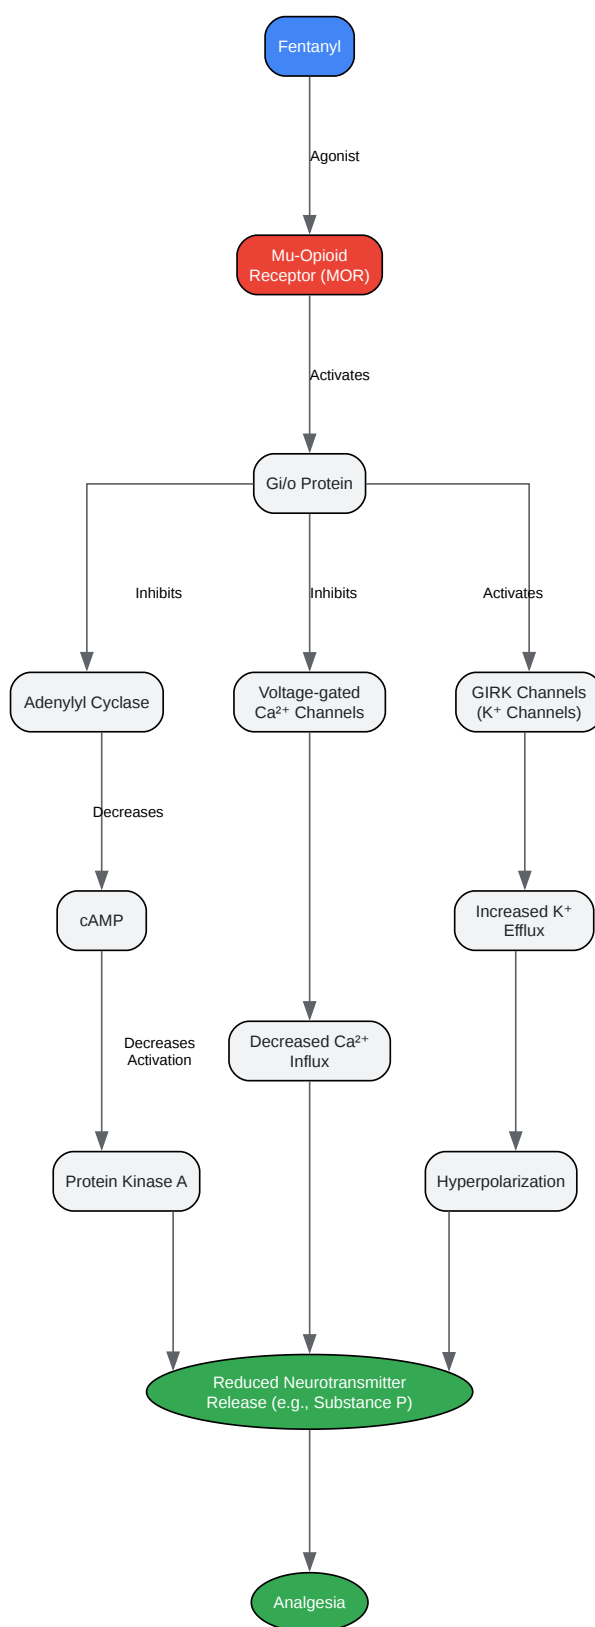 Fentanyl
Agonist
Mu-Opioid
Receptor (MOR)
Activates
Gi/o Protein
Inhibits
Inhibits
Activates
Adenylyl Cyclase
Voltage-gated
Ca²⁺ Channels
GIRK Channels
(K⁺ Channels)
Decreases
cAMP
Increased K⁺
Efflux
Decreases
Activation
Decreased Ca²⁺
Influx
Protein Kinase A
Hyperpolarization
Reduced Neurotransmitter
Release (e.g., Substance P)
Analgesia